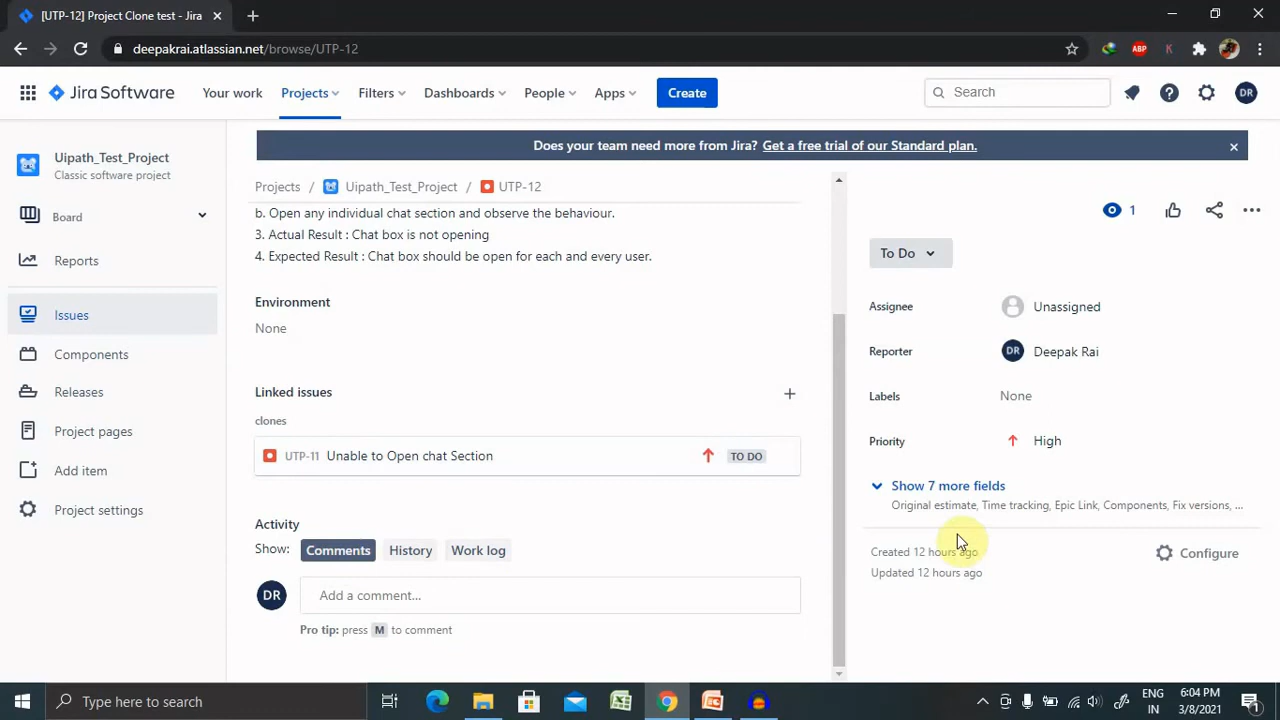 [UTP-12] Project Clone test - Jira
deepakrai.atlassian.net/browse/UTP-12
ABP
K
Jira Software
Your work
Projects
Filters
Dashboards
People
Apps
Create
Search
DR
Uipath_Test_Project
Classic software project
Board
Reports
Issues
Components
Releases
Project pages
Add item
Project settings
Does your team need more from Jira? Get a free trial of our Standard plan.
Projects / Uipath_Test_Project / UTP-12
b. Open any individual chat section and observe the behaviour.
3. Actual Result : Chat box is not opening
4. Expected Result : Chat box should be open for each and every user.
Environment
None
Linked issues
clones
UTP-11 Unable to Open chat Section
TO DO
Activity
Show:
Comments
History
Work log
DR
Add a comment...
Pro tip: press M to comment
1
To Do
Assignee
Unassigned
Reporter
DR
Deepak Rai
Labels
None
Priority
High
Show 7 more fields
Original estimate, Time tracking, Epic Link, Components, Fix versions, ...
Created 12 hours ago
Updated 12 hours ago
Configure
Type here to search
ENG
IN
6:04 PM
3/8/2021
1